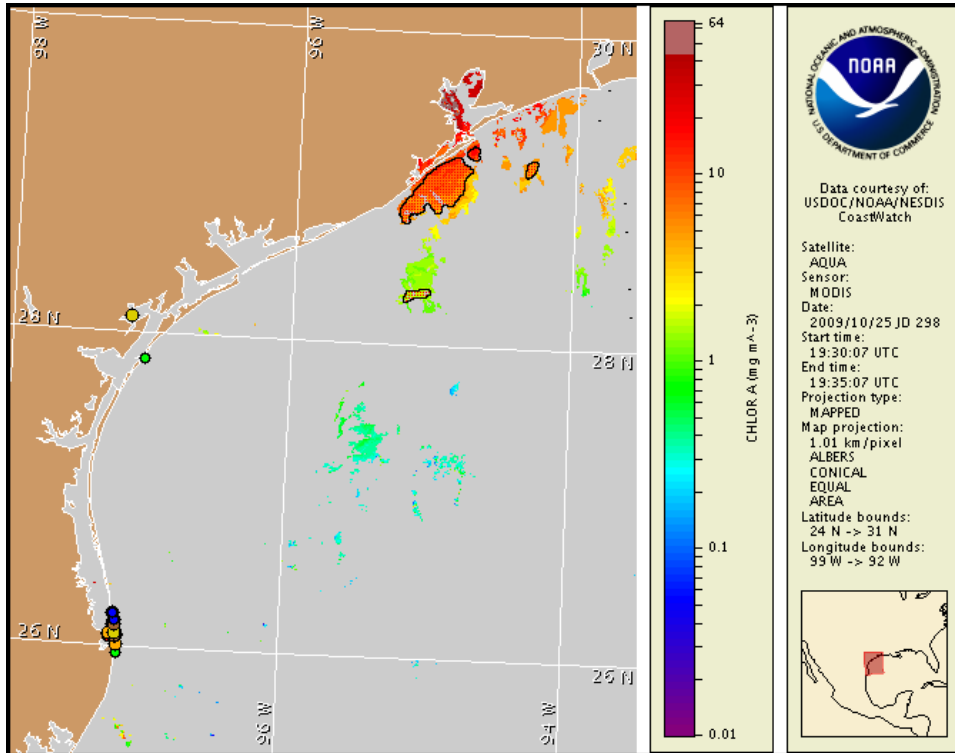 98 W
96 W
30 N
28 N
28 N
26 N
26 N
96 W
94 W
64
10
1
0.1
0.01
CHLOR A (mg m^-3)
NATIONAL OCEANIC AND ATMOSPHERIC ADMINISTRATION
NOAA
U.S. DEPARTMENT OF COMMERCE
Data courtesy of:
USDOC/NOAA/NESDIS
CoastWatch
Satellite:
AQUA
Sensor:
MODIS
Date:
2009/10/25 JD 298
Start time:
19:30:07 UTC
End time:
19:35:07 UTC
Projection type:
MAPPED
Map projection:
1.01 km/pixel
ALBERS
CONICAL
EQUAL
AREA
Latitude bounds:
24 N -> 31 N
Longitude bounds:
99 W -> 92 W